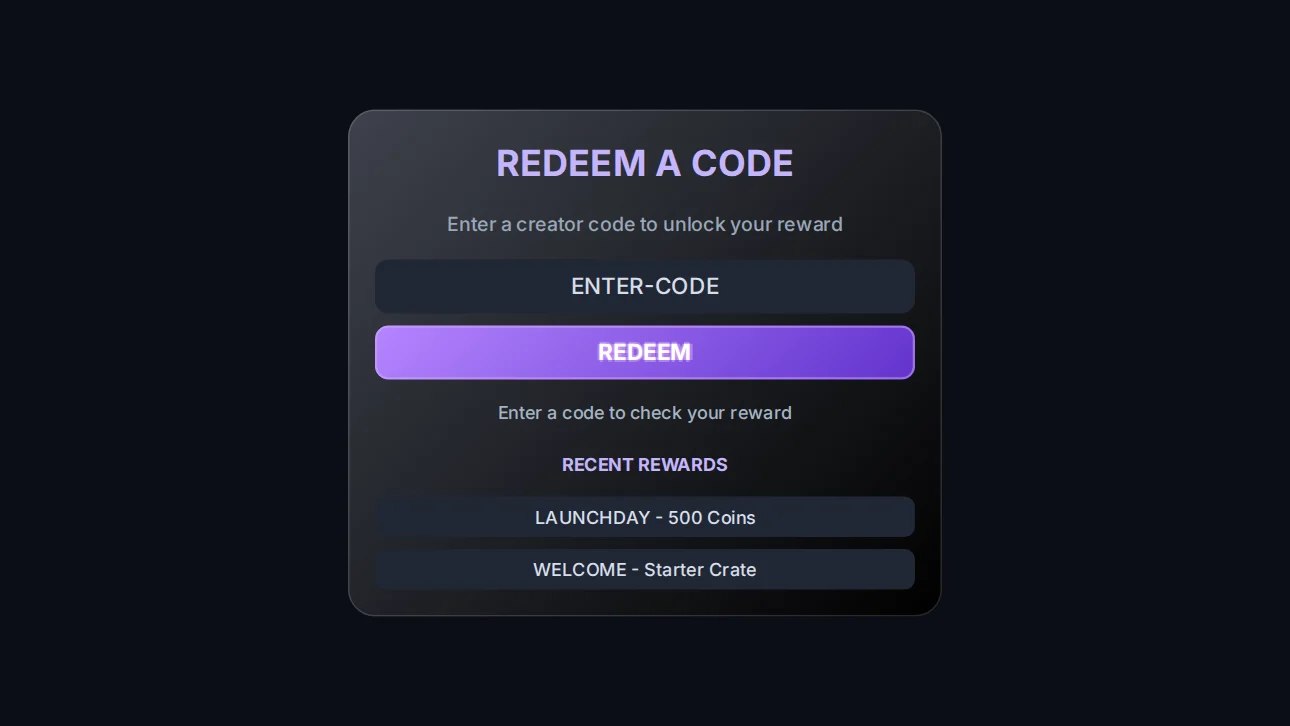 REDEEM A CODE
Enter a creator code to unlock your reward
ENTER-CODE
REDEEM
Enter a code to check your reward
RECENT REWARDS
LAUNCHDAY - 500 Coins
WELCOME - Starter Crate